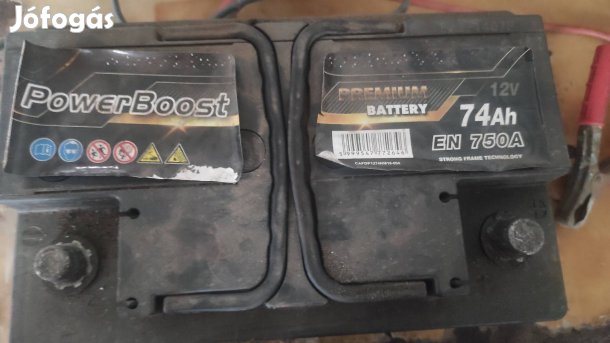 Jófogás
PowerBoost
PREMIUM
BATTERY
12V
74Ah
EN 750A
STRONG FRAME TECHNOLOGY